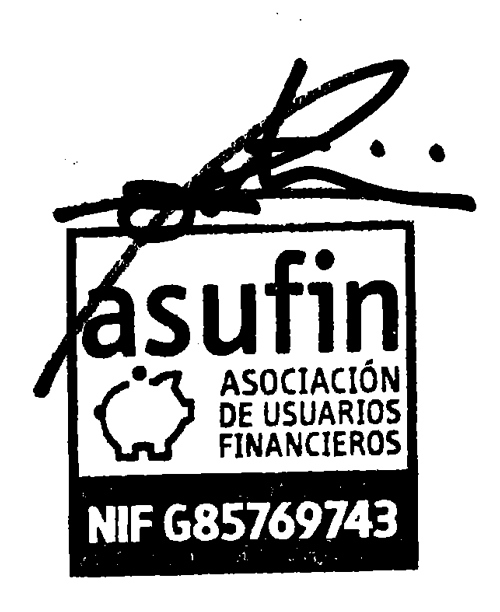 asufin
ASOCIACIÓN
DE USUARIOS
FINANCIEROS
NIF G85769743